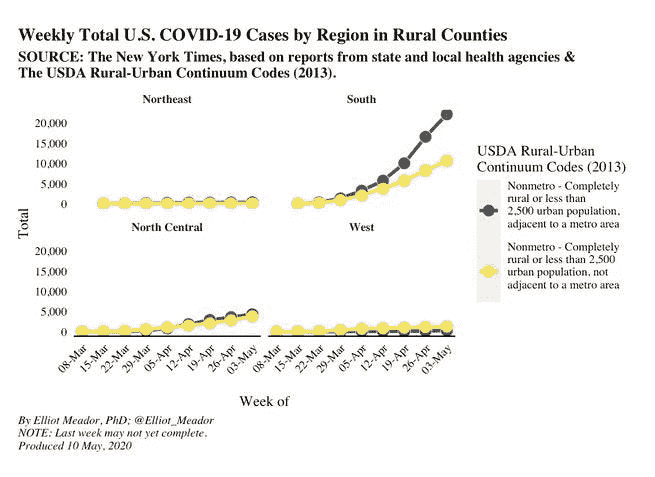 Weekly Total U.S. COVID-19 Cases by Region in Rural Counties
SOURCE: The New York Times, based on reports from state and local health agencies &
The USDA Rural-Urban Continuum Codes (2013).
Northeast
South
20,000
15,000
10,000
5,000
0
North Central
West
20,000
15,000
10,000
5,000
0
Total
08-Mar
15-Mar
22-Mar
29-Mar
05-Apr
12-Apr
19-Apr
26-Apr
03-May
08-Mar
15-Mar
22-Mar
29-Mar
05-Apr
12-Apr
19-Apr
26-Apr
03-May
Week of
USDA Rural-Urban
Continuum Codes (2013)
Nonmetro - Completely
rural or less than
2,500 urban population,
adjacent to a metro area
Nonmetro - Completely
rural or less than 2,500
urban population, not
adjacent to a metro area
By Elliot Meador, PhD; @Elliot_Meador
NOTE: Last week may not yet complete.
Produced 10 May, 2020